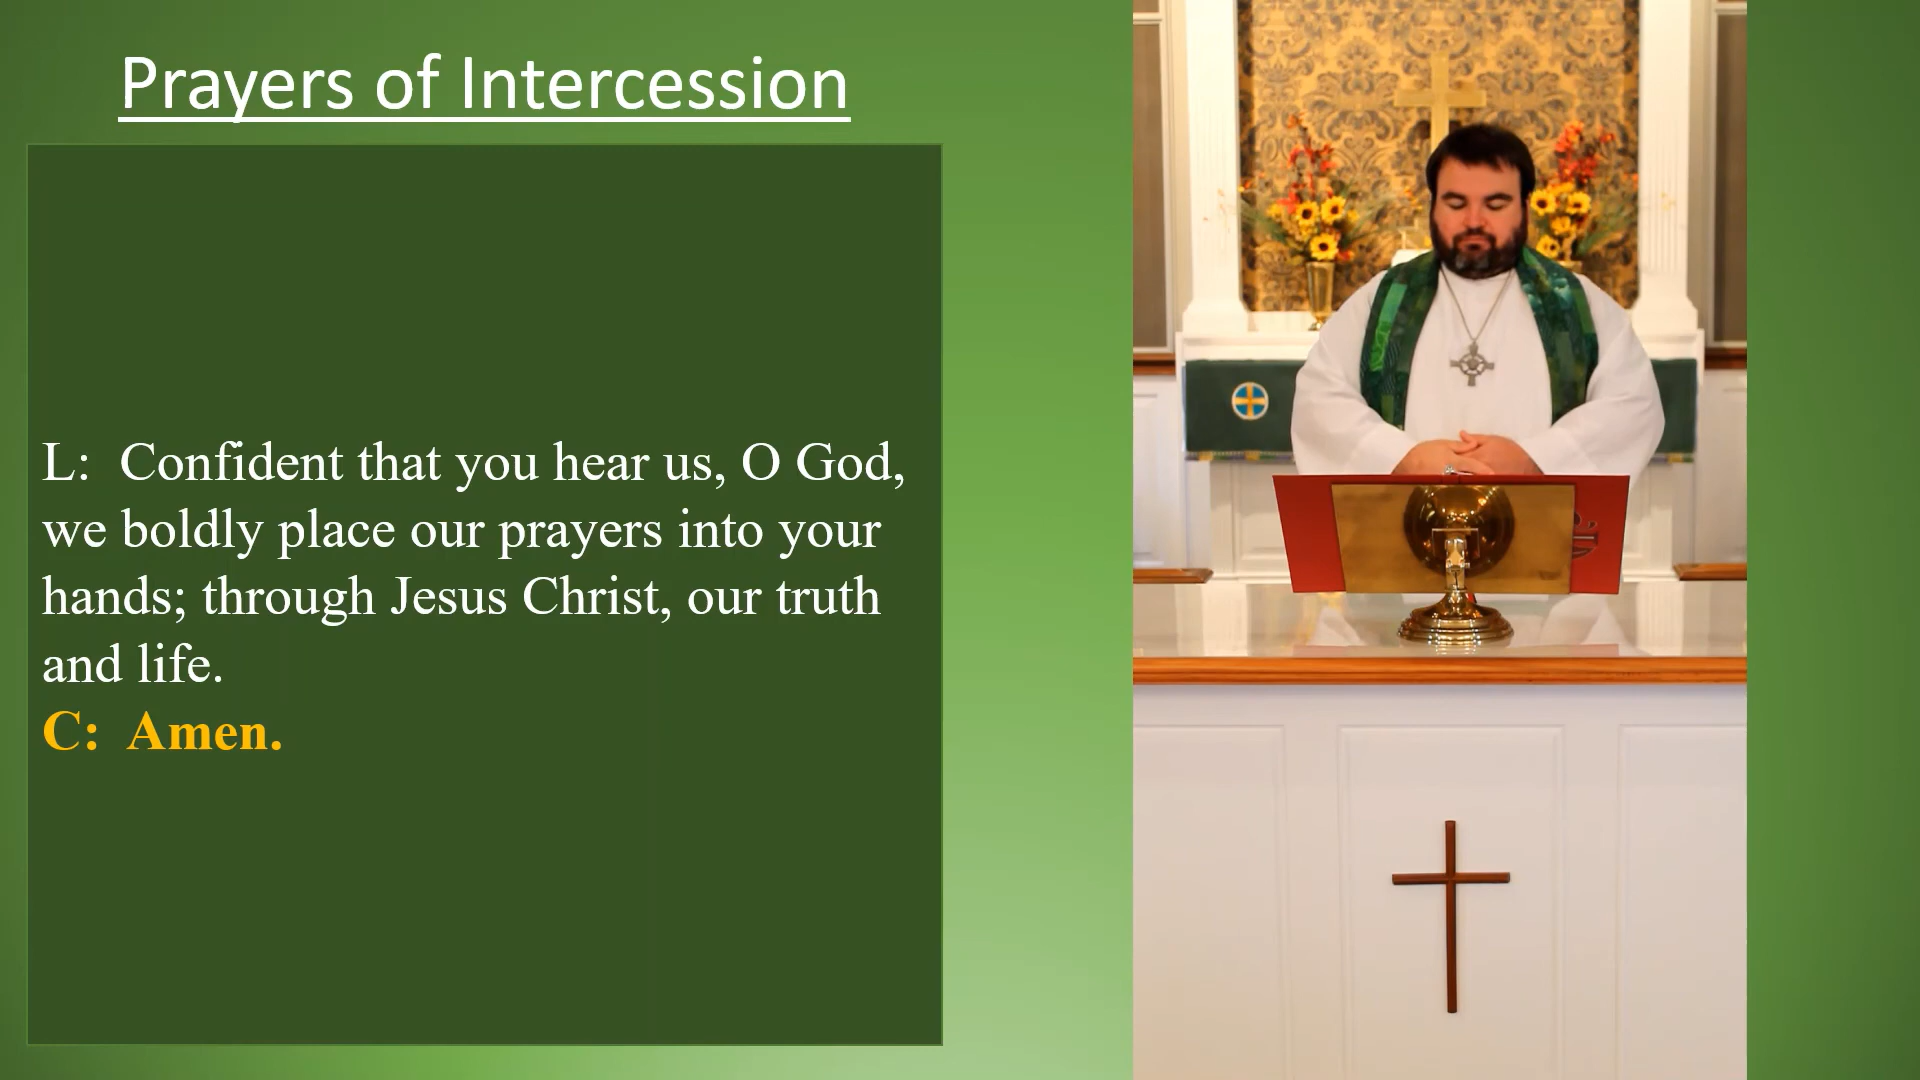 Prayers of Intercession
L:  Confident that you hear us, O God,
we boldly place our prayers into your
hands; through Jesus Christ, our truth
and life.
C:  Amen.